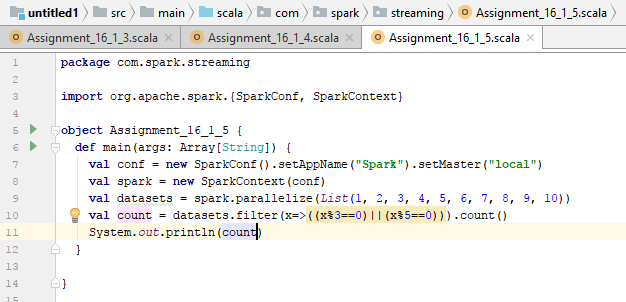 untitled1 src main scala com spark streaming Assignment_16_1_5.scala
Assignment_16_1_3.scala Assignment_16_1_4.scala Assignment_16_1_5.scala
1 package com.spark.streaming
2
3 import org.apache.spark.{SparkConf, SparkContext}
4
5 object Assignment_16_1_5 {
6 def main(args: Array[String]) {
7 val conf = new SparkConf().setAppName("Spark").setMaster("local")
8 val spark = new SparkContext(conf)
9 val datasets = spark.parallelize(List(1, 2, 3, 4, 5, 6, 7, 8, 9, 10))
10 val count = datasets.filter(x=>((x%3==0)||(x%5==0))).count()
11 System.out.println(count)
12 }
13
14 }
15